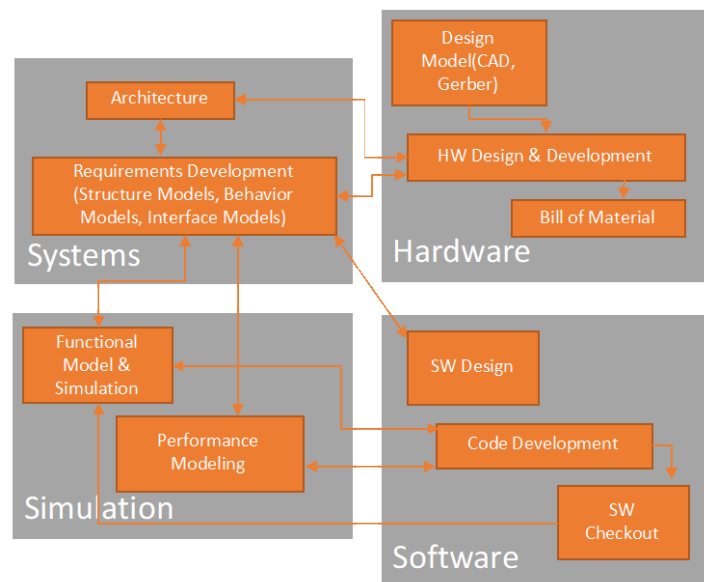 Architecture
Requirements Development
(Structure Models, Behavior
Models, Interface Models)
Systems
Design
Model(CAD,
Gerber)
HW Design & Development
Bill of Material
Hardware
Functional
Model &
Simulation
Performance
Modeling
Simulation
SW Design
Code Development
SW
Checkout
Software